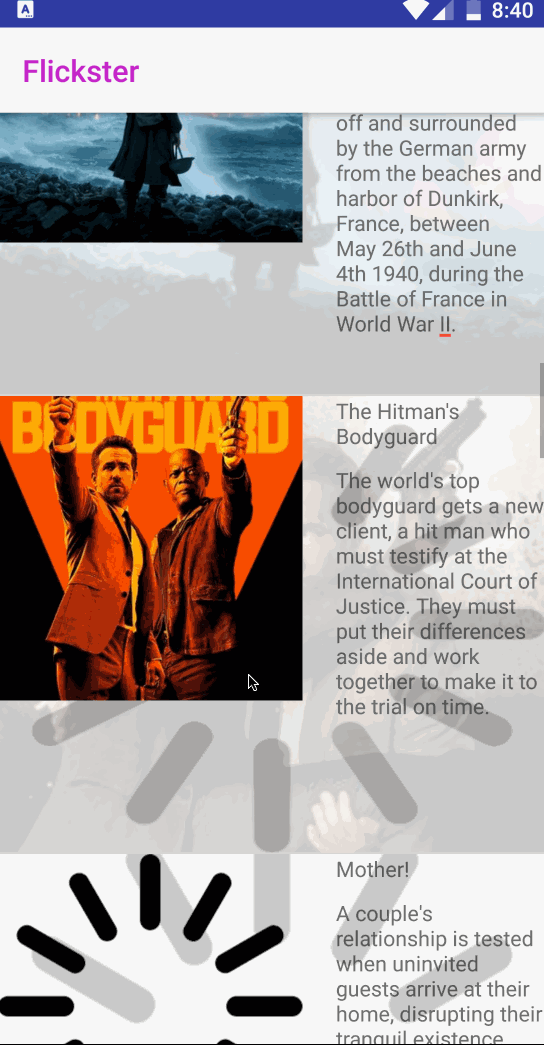 A
8:40
Flickster
off and surrounded
by the German army
from the beaches and
harbor of Dunkirk,
France, between
May 26th and June
4th 1940, during the
Battle of France in
World War II.
BODYGUARD
The Hitman's
Bodyguard
The world's top
bodyguard gets a new
client, a hit man who
must testify at the
International Court of
Justice. They must
put their differences
aside and work
together to make it to
the trial on time.
Mother!
A couple's
relationship is tested
when uninvited
guests arrive at their
home, disrupting their
tranquil existence